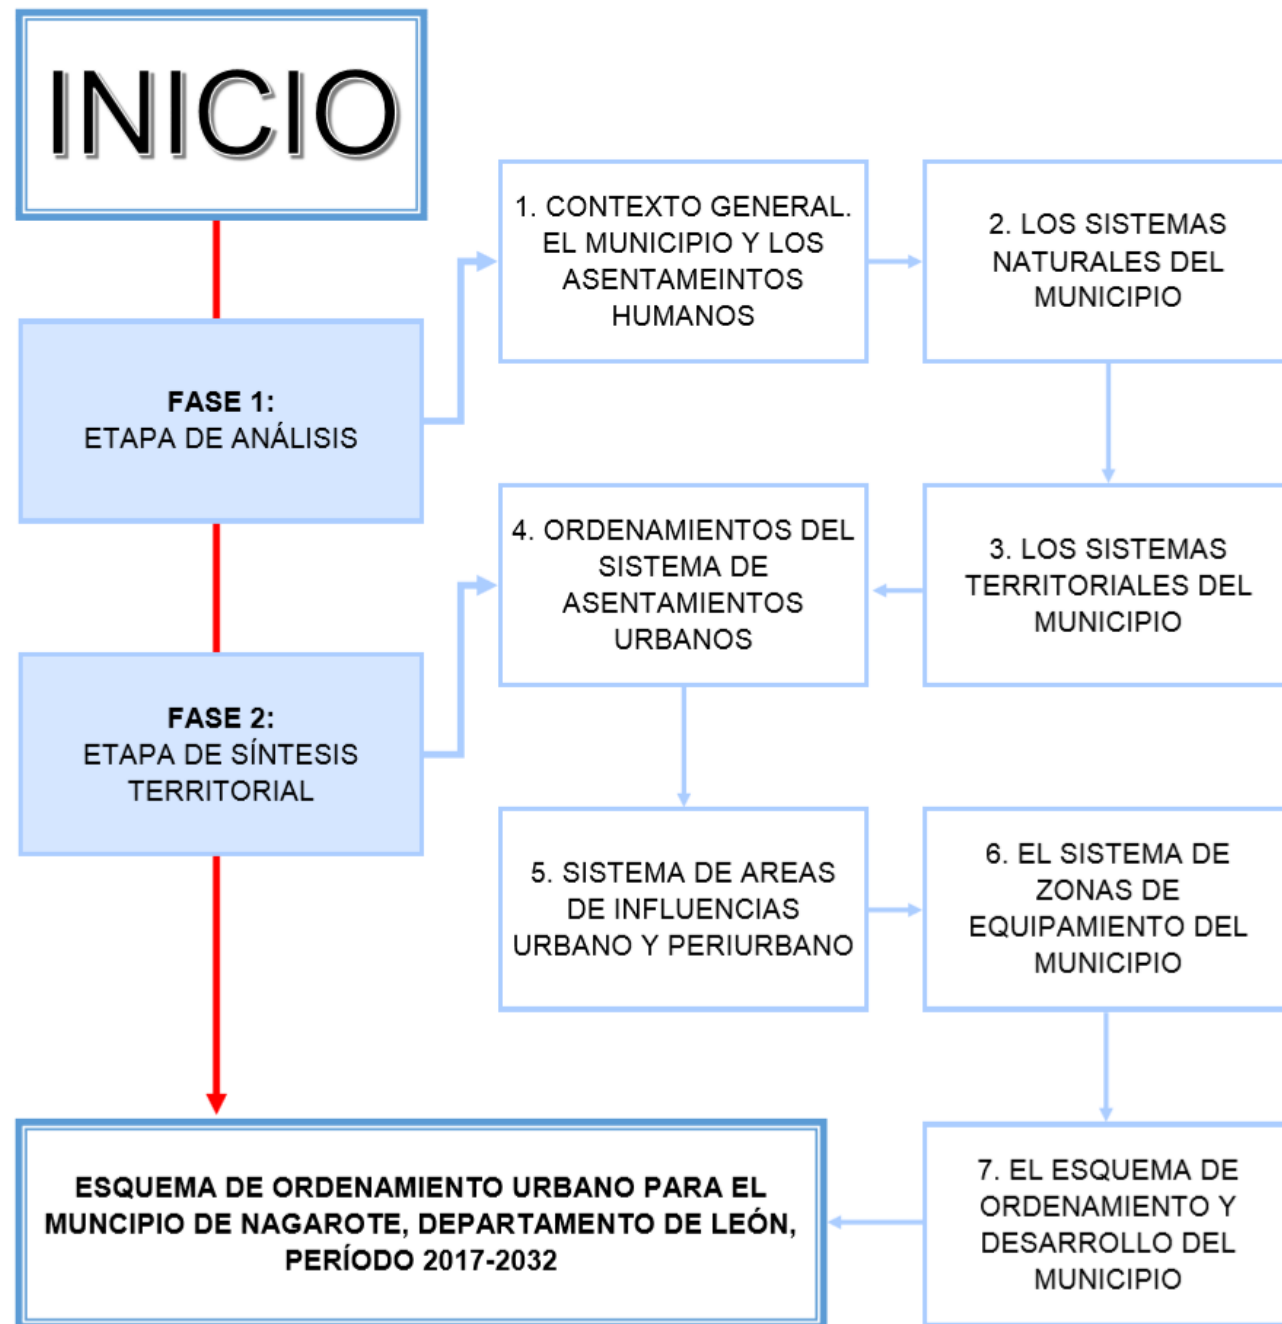 INICIO
1. CONTEXTO GENERAL.
EL MUNICIPIO Y LOS
ASENTAMEINTOS
HUMANOS
2. LOS SISTEMAS
NATURALES DEL
MUNICIPIO
FASE 1:
ETAPA DE ANÁLISIS
4. ORDENAMIENTOS DEL
SISTEMA DE
ASENTAMIENTOS
URBANOS
3. LOS SISTEMAS
TERRITORIALES DEL
MUNICIPIO
FASE 2:
ETAPA DE SÍNTESIS
TERRITORIAL
5. SISTEMA DE AREAS
DE INFLUENCIAS
URBANO Y PERIURBANO
6. EL SISTEMA DE
ZONAS DE
EQUIPAMIENTO DEL
MUNICIPIO
ESQUEMA DE ORDENAMIENTO URBANO PARA EL
MUNCIPIO DE NAGAROTE, DEPARTAMENTO DE LEÓN,
PERÍODO 2017-2032
7. EL ESQUEMA DE
ORDENAMIENTO Y
DESARROLLO DEL
MUNICIPIO